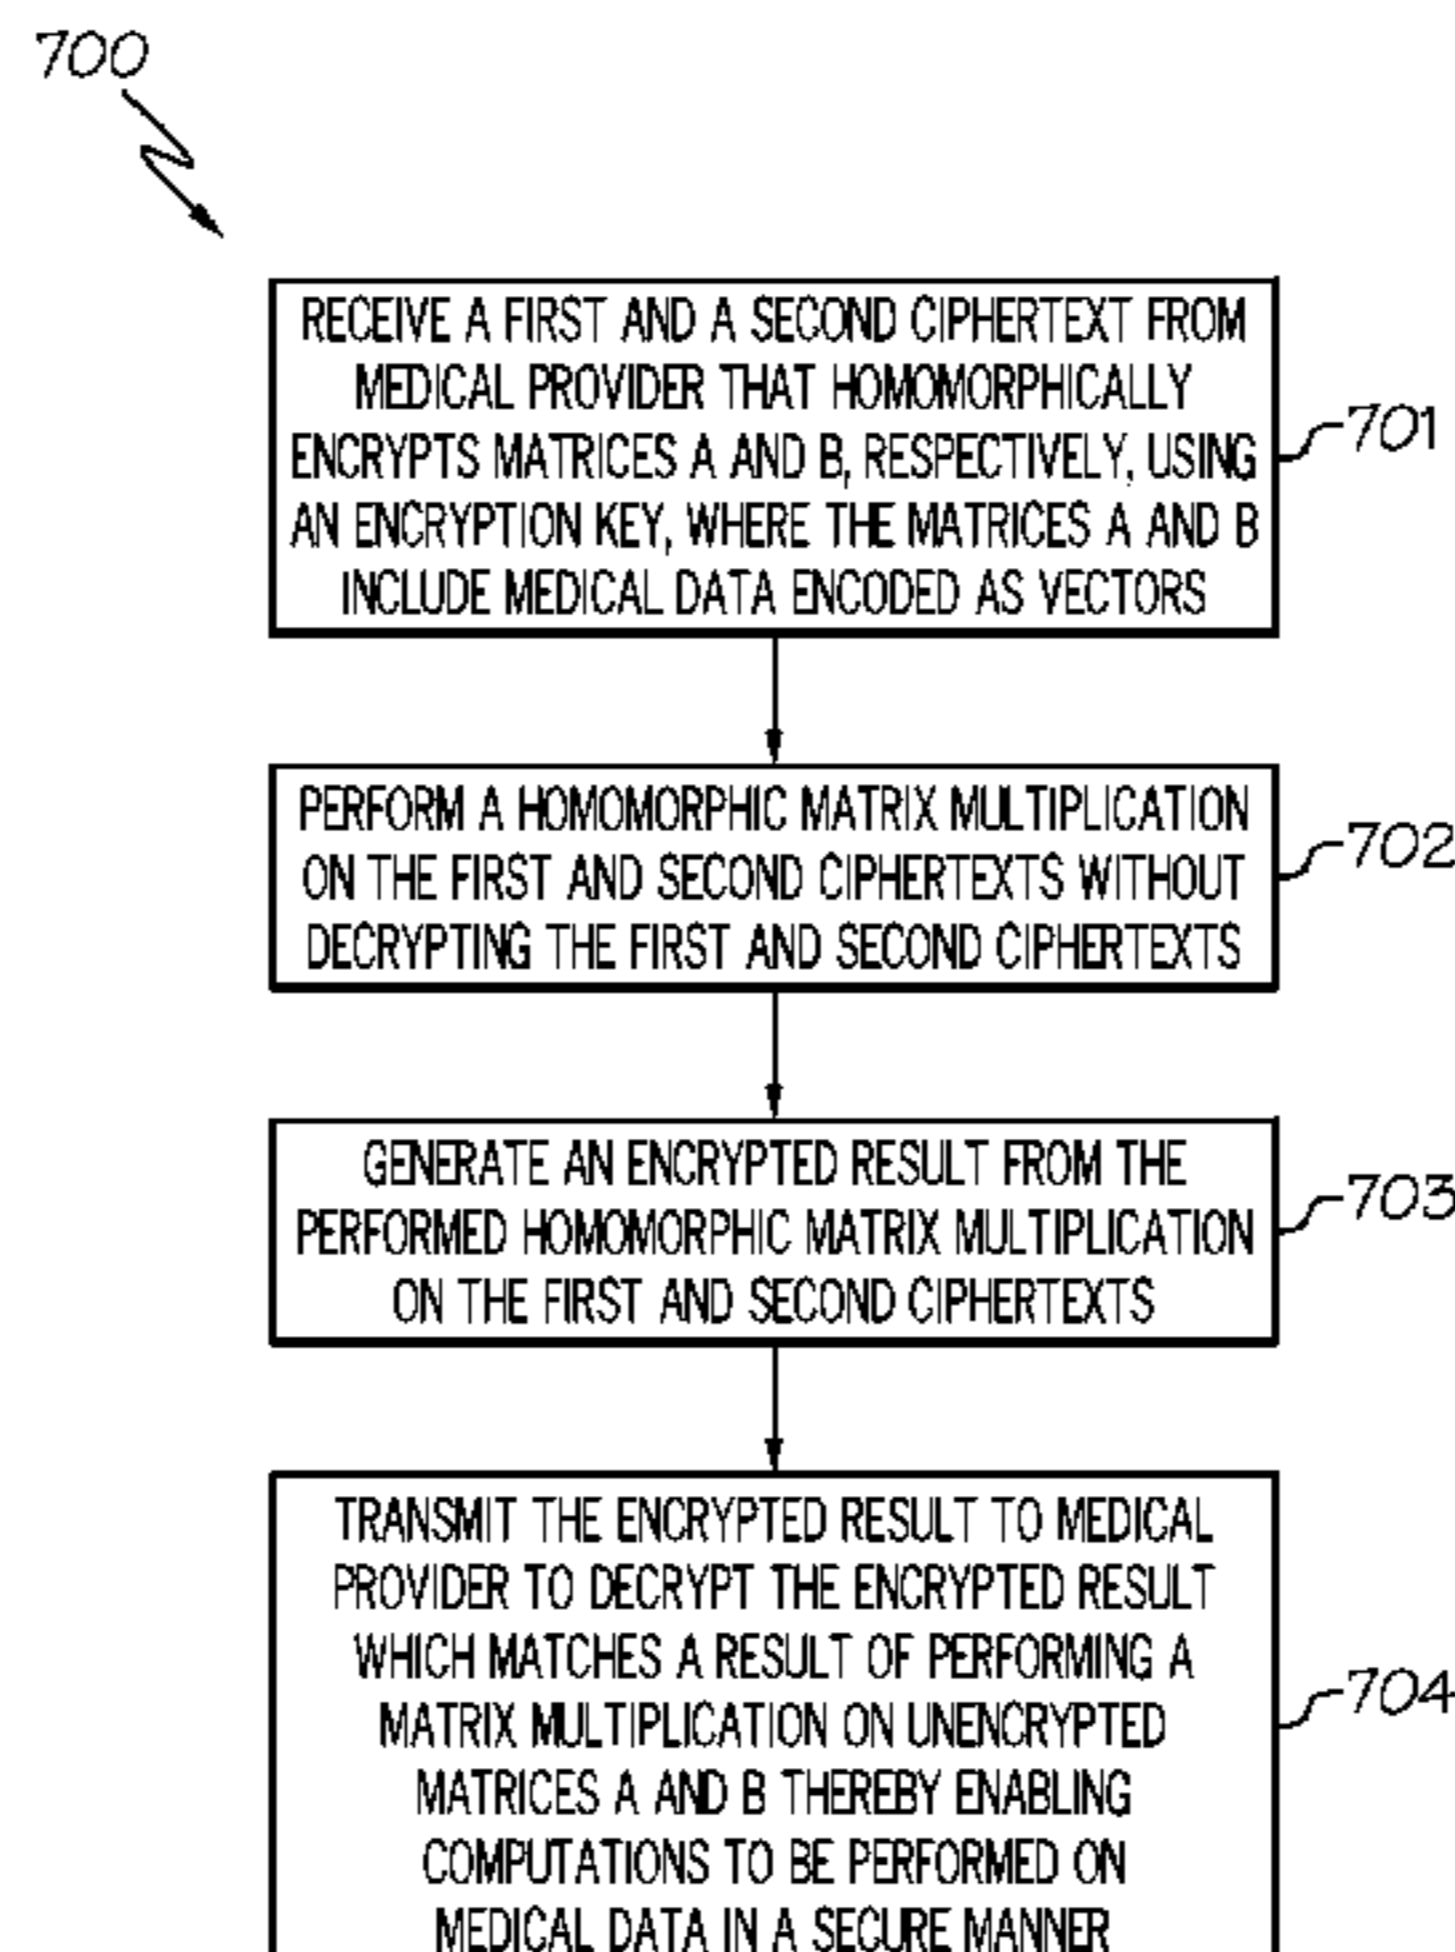 700
RECEIVE A FIRST AND A SECOND CIPHERTEXT FROM
MEDICAL PROVIDER THAT HOMOMORPHICALLY
ENCRYPTS MATRICES A AND B, RESPECTIVELY, USING
AN ENCRYPTION KEY, WHERE THE MATRICES A AND B
INCLUDE MEDICAL DATA ENCODED AS VECTORS
701
PERFORM A HOMOMORPHIC MATRIX MULTIPLICATION
ON THE FIRST AND SECOND CIPHERTEXTS WITHOUT
DECRYPTING THE FIRST AND SECOND CIPHERTEXTS
702
GENERATE AN ENCRYPTED RESULT FROM THE
PERFORMED HOMOMORPHIC MATRIX MULTIPLICATION
ON THE FIRST AND SECOND CIPHERTEXTS
703
TRANSMIT THE ENCRYPTED RESULT TO MEDICAL
PROVIDER TO DECRYPT THE ENCRYPTED RESULT
WHICH MATCHES A RESULT OF PERFORMING A
MATRIX MULTIPLICATION ON UNENCRYPTED
MATRICES A AND B THEREBY ENABLING
COMPUTATIONS TO BE PERFORMED ON
MEDICAL DATA IN A SECURE MANNER
704